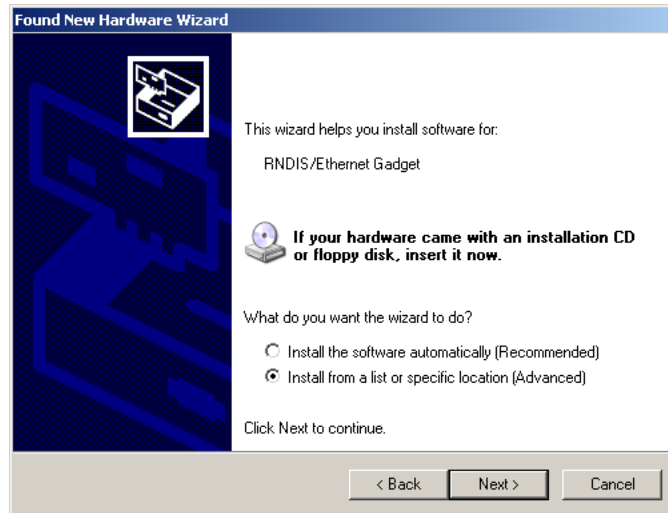 Found New Hardware Wizard
This wizard helps you install software for:
RNDIS/Ethernet Gadget
If your hardware came with an installation CD
or floppy disk, insert it now.
What do you want the wizard to do?
Install the software automatically (Recommended)
Install from a list or specific location (Advanced)
Click Next to continue.
< Back Next > Cancel